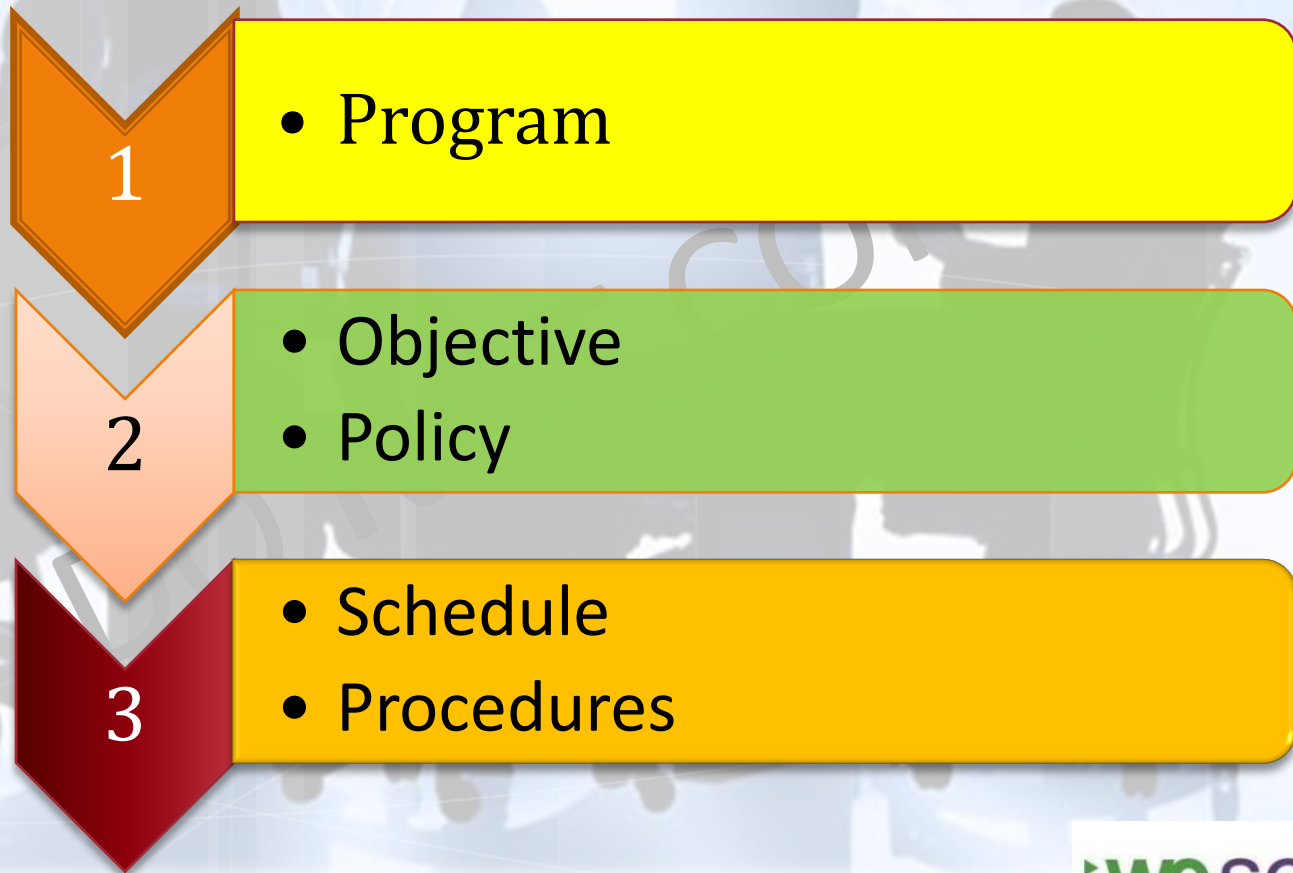 1
• Program
2
• Objective
• Policy
3
• Schedule
• Procedures